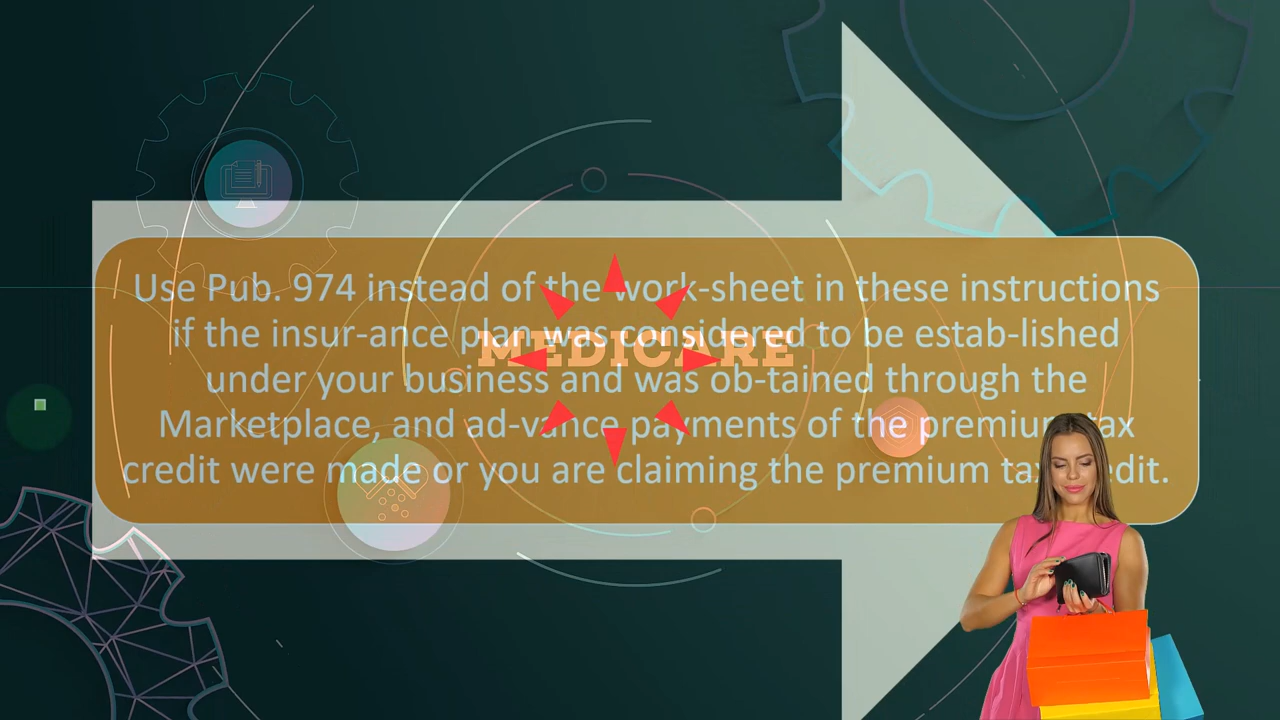 Use Pub. 974 instead of the work-sheet in these instructions
if the insur-ance plan was considered to be estab-lished
MEDICARE
under your business and was ob-tained through the
Marketplace, and ad-vance payments of the premium tax
credit were made or you are claiming the premium tax credit.